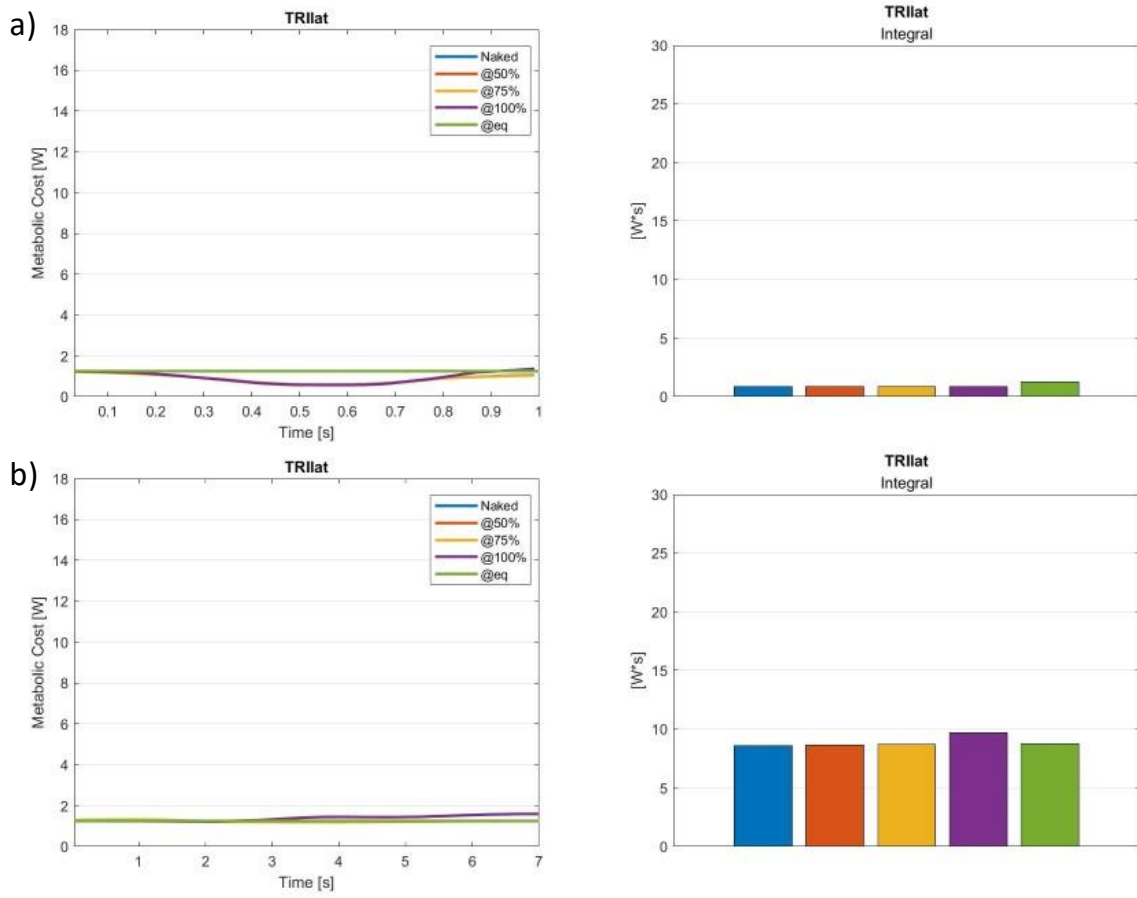 a)
TRIlat
18
16
14
12
10
8
6
4
2
0
Metabolic Cost [W]
0.1 0.2 0.3 0.4 0.5 0.6 0.7 0.8 0.9 1
Time [s]
Naked
@50%
@75%
@100%
@eq
TRIlat
Integral
30
25
20
15
10
5
0
[W*s]
b)
TRIlat
18
16
14
12
10
8
6
4
2
0
Metabolic Cost [W]
1 2 3 4 5 6 7
Time [s]
Naked
@50%
@75%
@100%
@eq
TRIlat
Integral
30
25
20
15
10
5
0
[W*s]